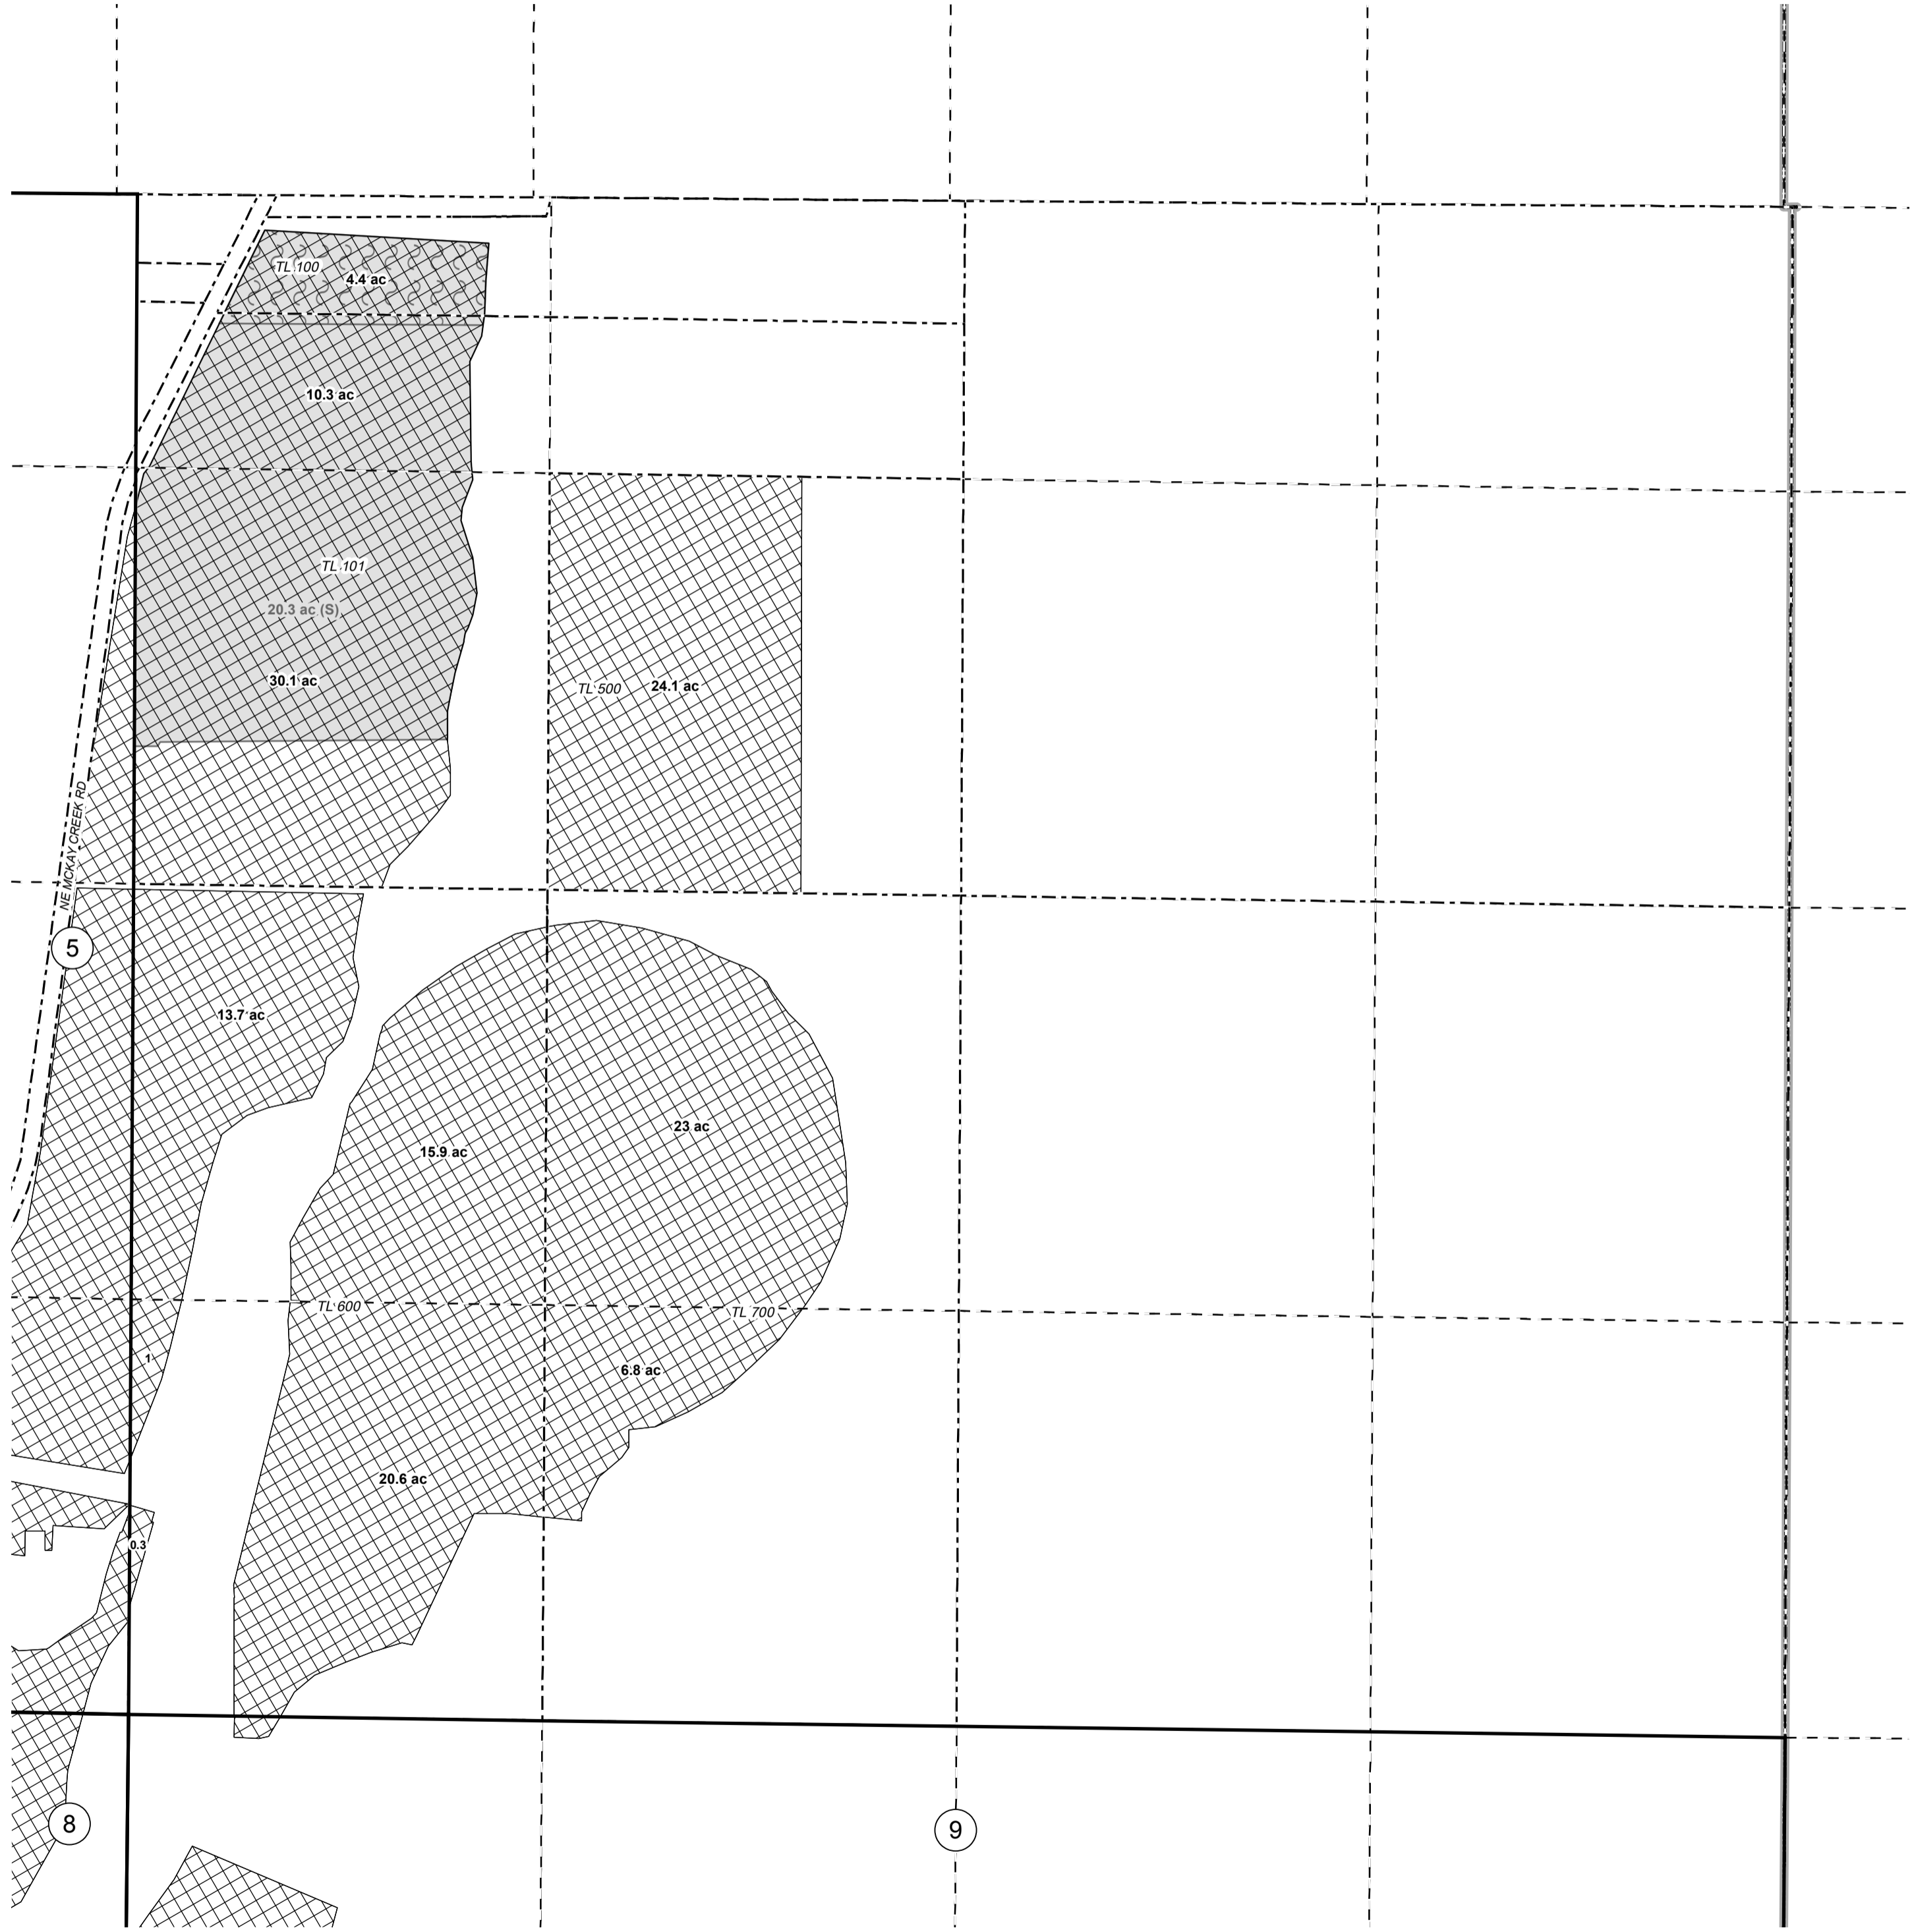 TL 100
4.4 ac
10.3 ac
TL 101
20.3 ac (S)
30.1 ac
TL 500
24.1 ac
NE MCKAY CREEK RD
5
13.7 ac
23 ac
15.9 ac
TL 600
TL 700
1
6.8 ac
20.6 ac
0.3
8
9